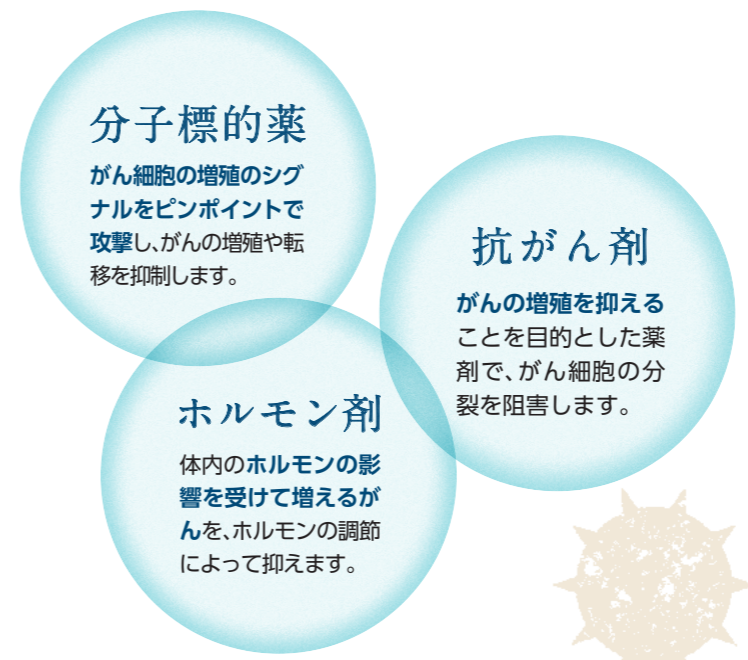 分子標的薬
がん細胞の増殖のシグ
ナルをピンポイントで
攻撃し、がんの増殖や転
移を抑制します。
抗がん剤
がんの増殖を抑える
ことを目的とした薬
剤で、がん細胞の分
裂を阻害します。
ホルモン剤
体内のホルモンの影
響を受けて増えるが
んを、ホルモンの調節
によって抑えます。